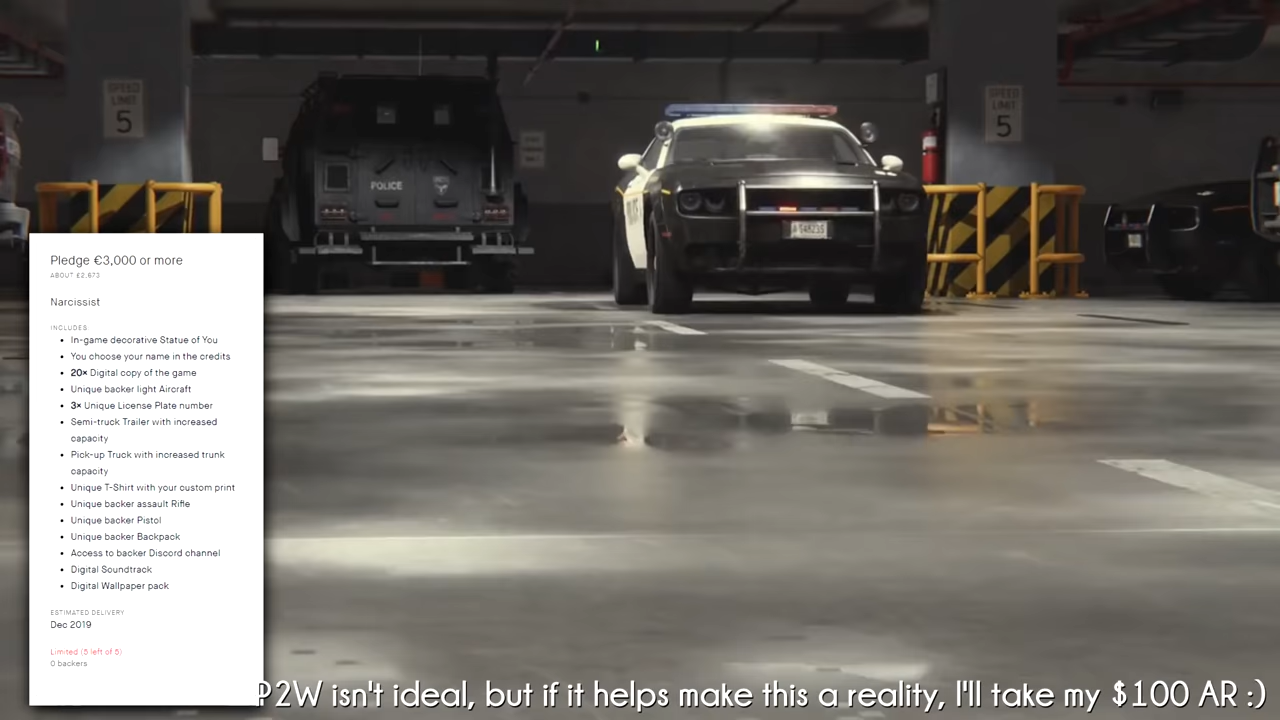 SPEED
LIMIT
5
SPEED
LIMIT
5
POLICE
Pledge €3,000 or more
ABOUT £2,673
Narcissist
INCLUDES
• In-game decorative Statue of You
• You choose your name in the credits
• 20× Digital copy of the game
• Unique backer light Aircraft
• 3× Unique License Plate number
• Semi-truck Trailer with increased
capacity
• Pick-up Truck with increased trunk
capacity
• Unique T-Shirt with your custom print
• Unique backer assault Rifle
• Unique backer Pistol
• Unique backer Backpack
• Access to backer Discord channel
• Digital Soundtrack
• Digital Wallpaper pack
ESTIMATED DELIVERY
Dec 2019
Limited (5 left of 5)
0 backers
P2W isn't ideal, but if it helps make this a reality, I'll take my $100 AR :)